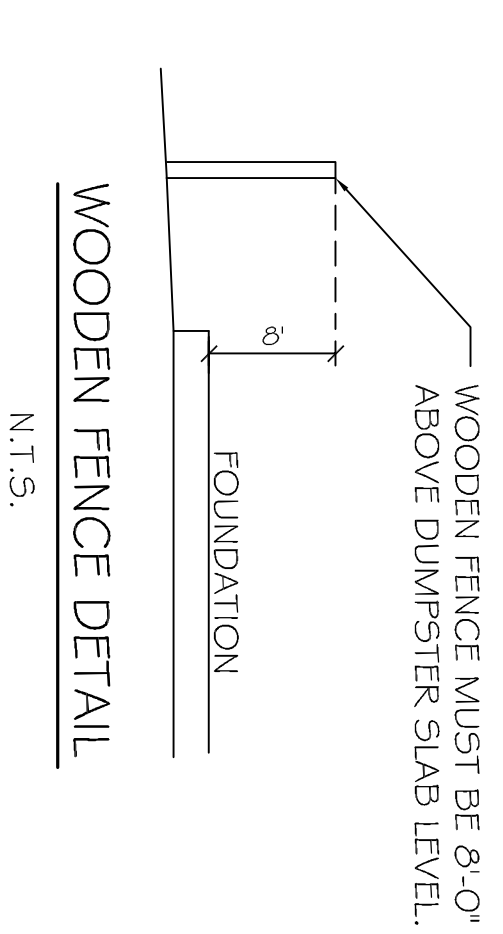 WOODEN FENCE MUST BE 8'-0"
ABOVE DUMPSTER SLAB LEVEL.
8'
FOUNDATION
WOODEN FENCE DETAIL
N.T.S.